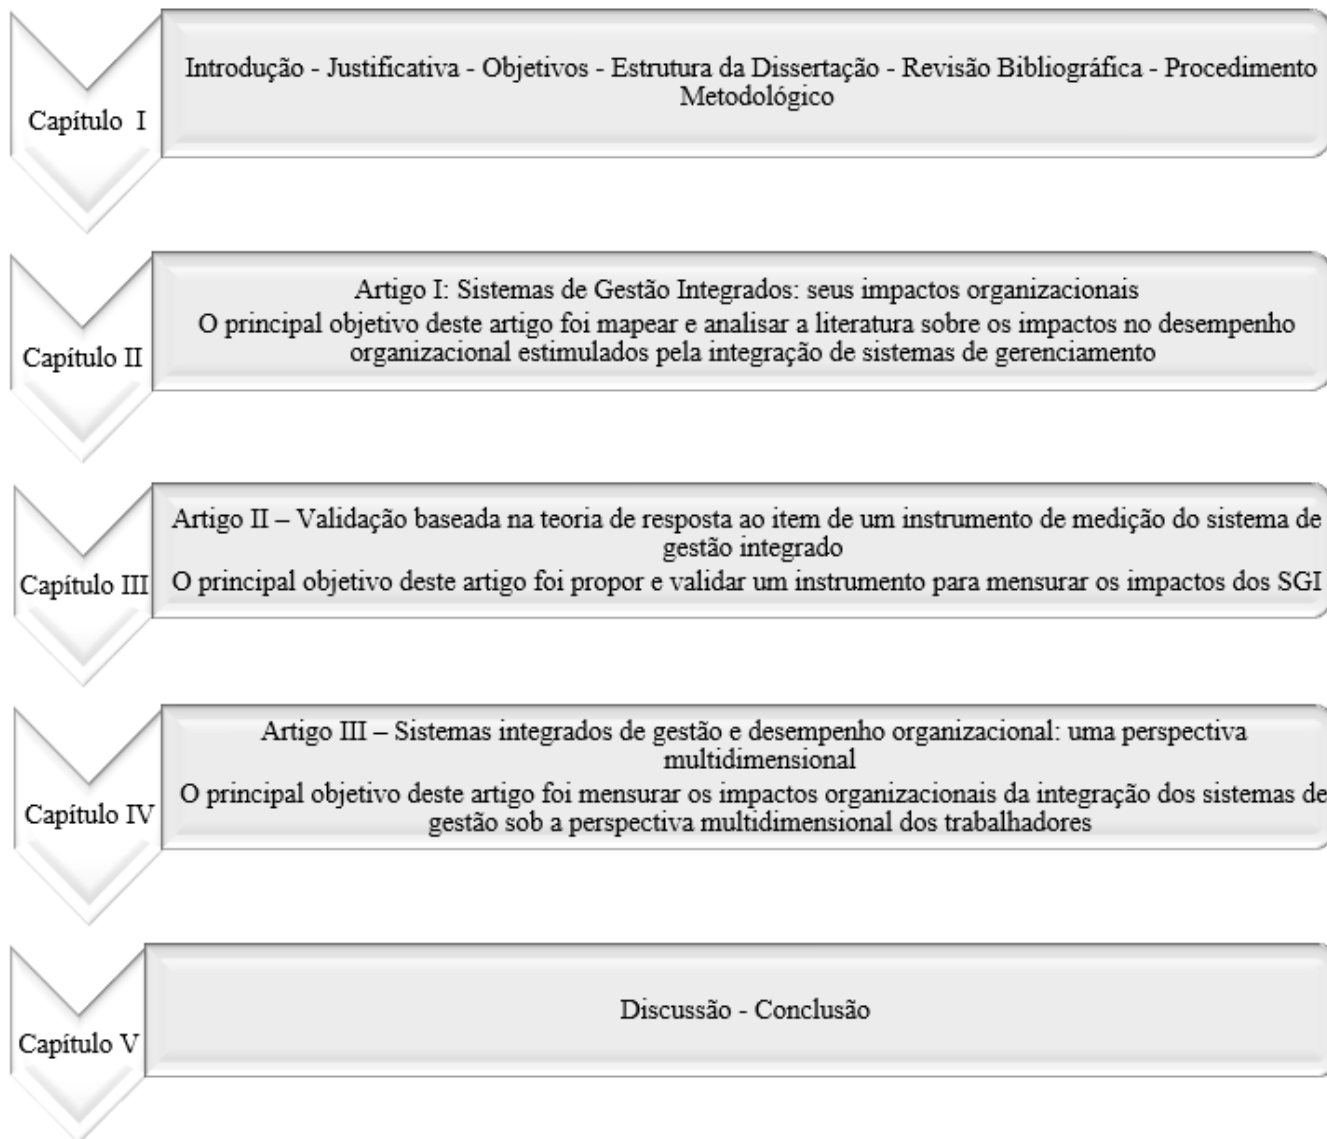 Capítulo I
Introdução - Justificativa - Objetivos - Estrutura da Dissertação - Revisão Bibliográfica - Procedimento
Metodológico
Capítulo II
Artigo I: Sistemas de Gestão Integrados: seus impactos organizacionais
O principal objetivo deste artigo foi mapear e analisar a literatura sobre os impactos no desempenho
organizacional estimulados pela integração de sistemas de gerenciamento
Capítulo III
Artigo II – Validação baseada na teoria de resposta ao item de um instrumento de medição do sistema de
gestão integrado
O principal objetivo deste artigo foi propor e validar um instrumento para mensurar os impactos dos SGI
Capítulo IV
Artigo III – Sistemas integrados de gestão e desempenho organizacional: uma perspectiva
multidimensional
O principal objetivo deste artigo foi mensurar os impactos organizacionais da integração dos sistemas de
gestão sob a perspectiva multidimensional dos trabalhadores
Capítulo V
Discussão - Conclusão